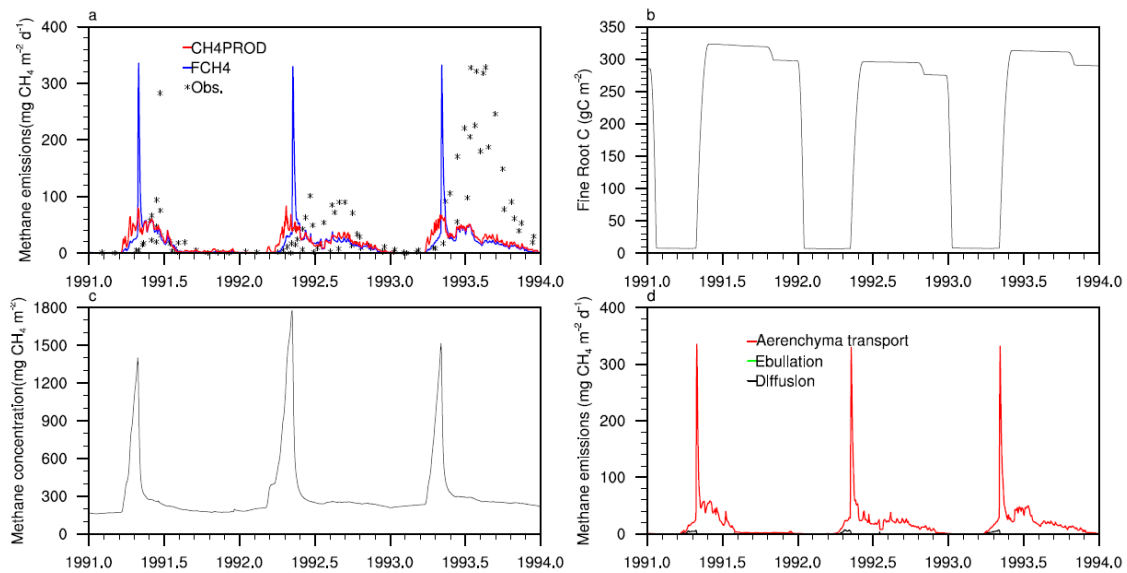 a
Methane emissions(mg CH₄ m⁻² d⁻¹)
400
300
200
100
0
CH4PROD
FCH4
Obs.
1991.0 1991.5 1992.0 1992.5 1993.0 1993.5 1994.0
b
Fine Root C (gC m⁻²)
350
300
250
200
150
100
50
0
1991.0 1991.5 1992.0 1992.5 1993.0 1993.5 1994.0
c
Methane concentration(mg CH₄ m⁻²)
1800
1500
1200
900
600
300
0
1991.0 1991.5 1992.0 1992.5 1993.0 1993.5 1994.0
d
Methane emissions (mg CH₄ m⁻² d⁻¹)
400
300
200
100
0
Aerenchyma transport
Ebullation
Diffusion
1991.0 1991.5 1992.0 1992.5 1993.0 1993.5 1994.0